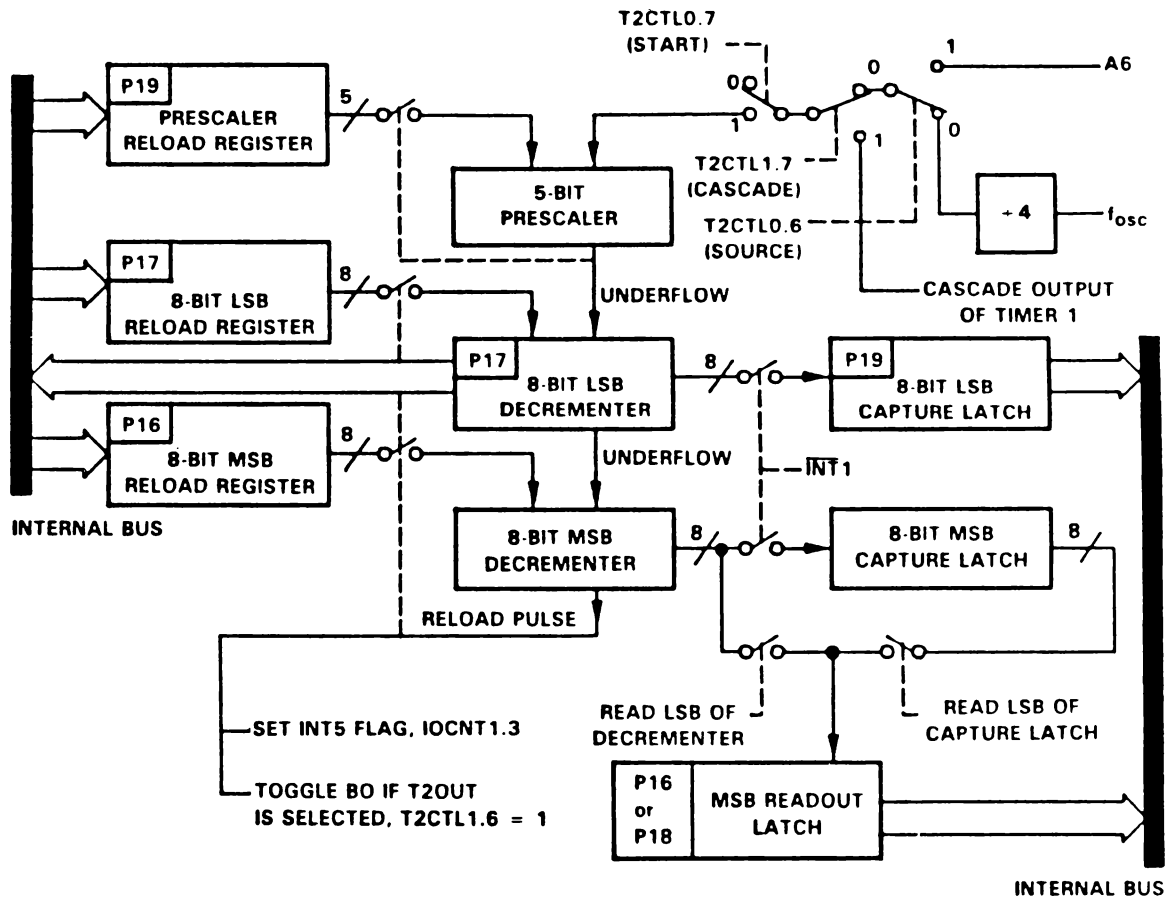 T2CTL0.7
(START)
P19
PRESCALER
RELOAD REGISTER
5
0
1
0
1
1
0
A6
T2CTL1.7
(CASCADE)
T2CTL0.6
(SOURCE)
÷4
fosc
5-BIT
PRESCALER
P17
8-BIT LSB
RELOAD REGISTER
8
UNDERFLOW
CASCADE OUTPUT
OF TIMER 1
P17
8-BIT LSB
DECREMENTER
8
P19
8-BIT LSB
CAPTURE LATCH
P16
8-BIT MSB
RELOAD REGISTER
8
UNDERFLOW
INT1
INTERNAL BUS
8-BIT MSB
DECREMENTER
8
8-BIT MSB
CAPTURE LATCH
8
RELOAD PULSE
SET INT5 FLAG, IOCNT1.3
TOGGLE BO IF T2OUT
IS SELECTED, T2CTL1.6 = 1
READ LSB OF
DECREMENTER
READ LSB OF
CAPTURE LATCH
P16
or
P18
MSB READOUT
LATCH
INTERNAL BUS